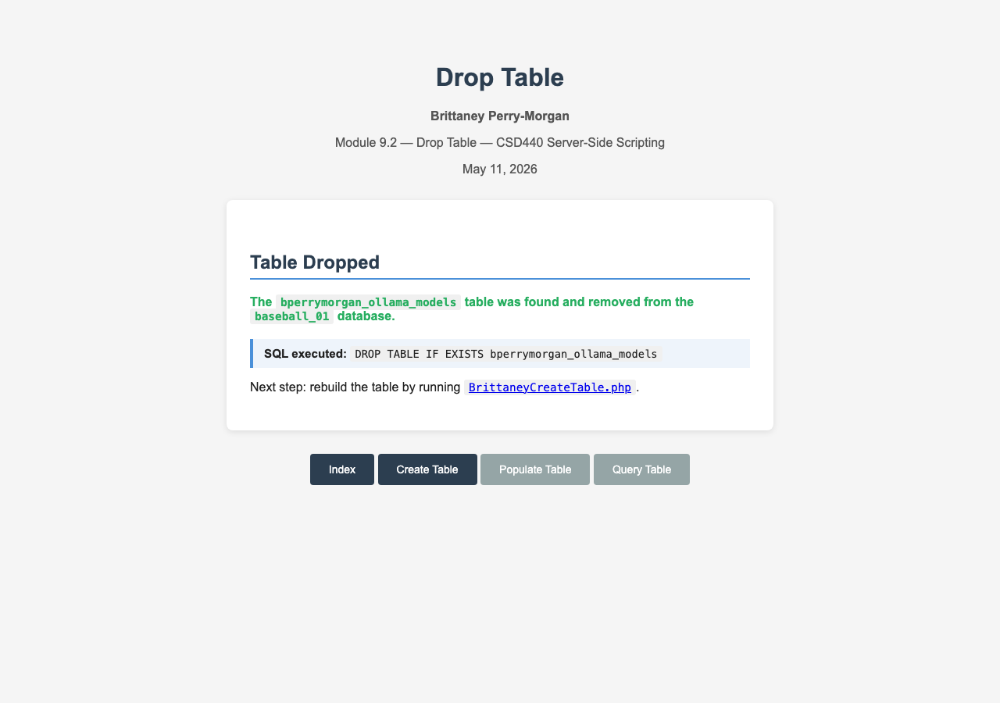 Drop Table
Brittaney Perry-Morgan
Module 9.2 — Drop Table — CSD440 Server-Side Scripting
May 11, 2026
Table Dropped
The bperrymorgan_ollama_models table was found and removed from the
baseball_01 database.
SQL executed: DROP TABLE IF EXISTS bperrymorgan_ollama_models
Next step: rebuild the table by running BrittaneyCreateTable.php.
Index Create Table Populate Table Query Table